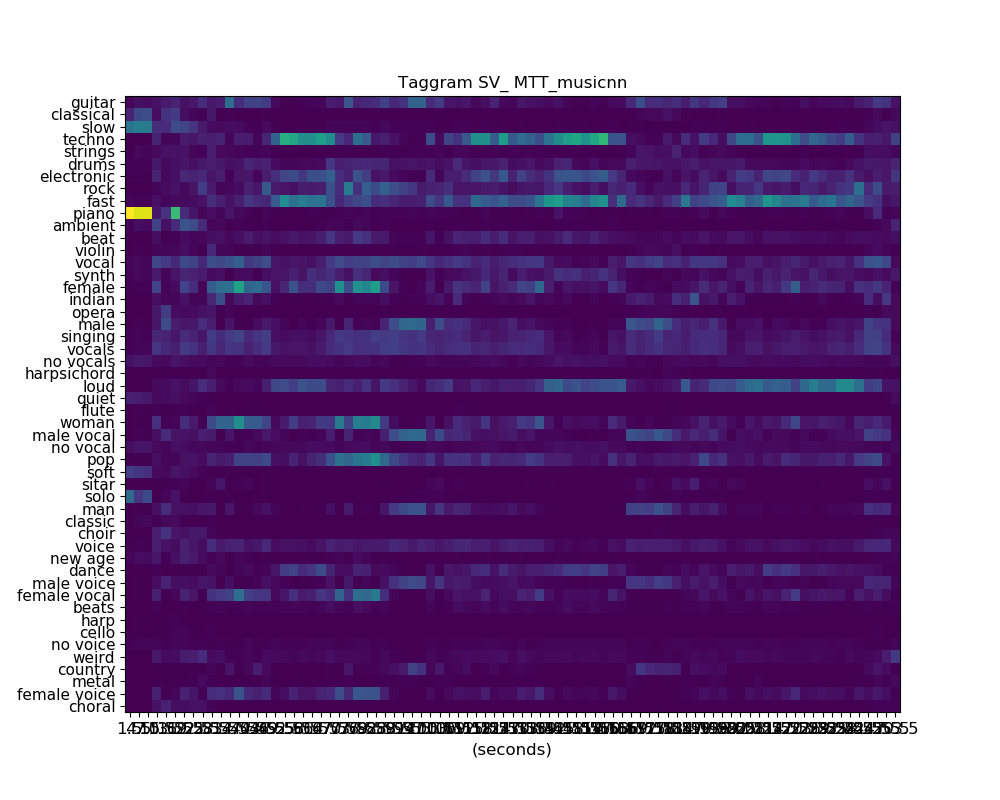 Taggram SV_ MTT_musicnn
guitar
classical
slow
techno
strings
drums
electronic
rock
fast
piano
ambient
beat
violin
vocal
synth
female
indian
opera
male
singing
vocals
no vocals
harpsichord
loud
quiet
flute
woman
male vocal
no vocal
pop
soft
sitar
solo
man
classic
choir
voice
new age
dance
male voice
female vocal
beats
harp
cello
no voice
weird
country
metal
female voice
choral
(seconds)